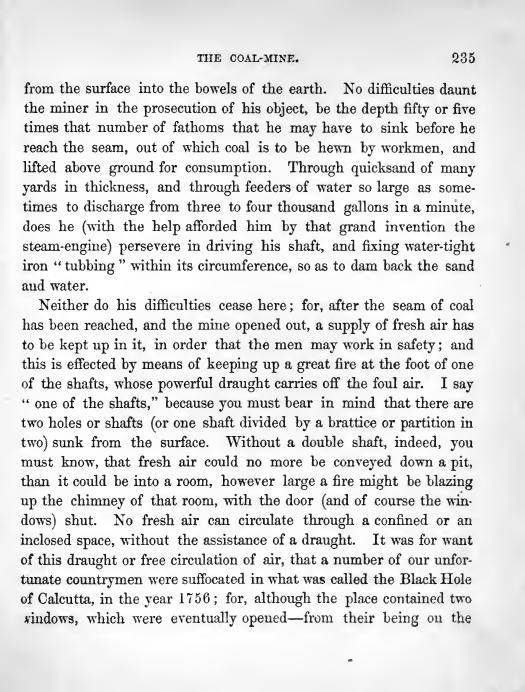 THE COAL-MINE. 235
from the surface into the bowels of the earth. No difficulties daunt
the miner in the prosecution of his object, be the depth fifty or five
times that number of fathoms that he may have to sink before he
reach the seam, out of which coal is to be hewn by workmen, and
lifted above ground for consumption. Through quicksand of many
yards in thickness, and through feeders of water so large as some-
times to discharge from three to four thousand gallons in a minute,
does he (with the help afforded him by that grand invention the
steam-engine) persevere in driving his shaft, and fixing water-tight
iron “tubbing” within its circumference, so as to dam back the sand
and water.
Neither do his difficulties cease here; for, after the seam of coal
has been reached, and the mine opened out, a supply of fresh air has
to be kept up in it, in order that the men may work in safety; and
this is effected by means of keeping up a great fire at the foot of one
of the shafts, whose powerful draught carries off the foul air. I say
“one of the shafts,” because you must bear in mind that there are
two holes or shafts (or one shaft divided by a brattice or partition in
two) sunk from the surface. Without a double shaft, indeed, you
must know, that fresh air could no more be conveyed down a pit,
than it could be into a room, however large a fire might be blazing
up the chimney of that room, with the door (and of course the win-
dows) shut. No fresh air can circulate through a confined or an
inclosed space, without the assistance of a draught. It was for want
of this draught or free circulation of air, that a number of our unfor-
tunate countrymen were suffocated in what was called the Black Hole
of Calcutta, in the year 1756; for, although the place contained two
windows, which were eventually opened—from their being on the